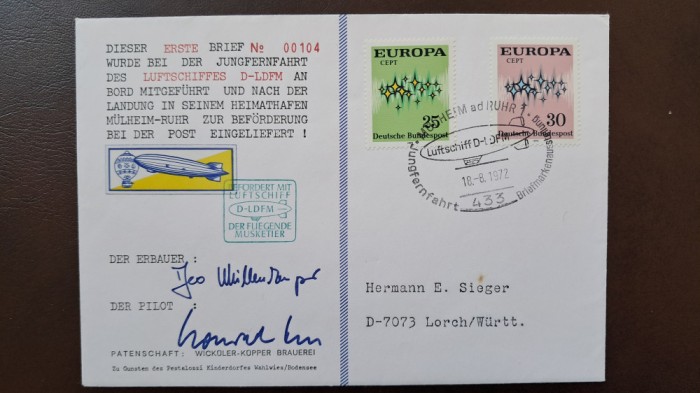 DIESER ERSTE BRIEF № 00104
WURDE BEI DER JUNGFERNFAHRT
DES LUFTSCHIFFES D-LDFM AN
BORD MITGEFÜHRT UND NACH DER
LANDUNG IN SEINEM HEIMATHAFEN
MÜLHEIM-RUHR ZUR BEFÖRDERUNG
BEI DER POST EINGELIEFERT !
BEFÖRDERT MIT
LUFTSCHIFF
D-LDFM
DER FLIEGENDE
MUSKETIER
DER ERBAUER:
DER PILOT :
PATENSCHAFT: WICKÜLER-KÜPPER BRAUEREI
Zu Gunsten des Pestalozzi Kinderdorfes Wahlwies/Bodensee
EUROPA
CEPT
25
Deutsche Bundespost
EUROPA
CEPT
30
Deutsche Bundespost
MÜLHEIM ad RUHR 1
Luftschiff D-LDFM
18.-8.1972
Jungfernfahrt
433
Hermann E. Sieger
D-7073 Lorch/Württ.